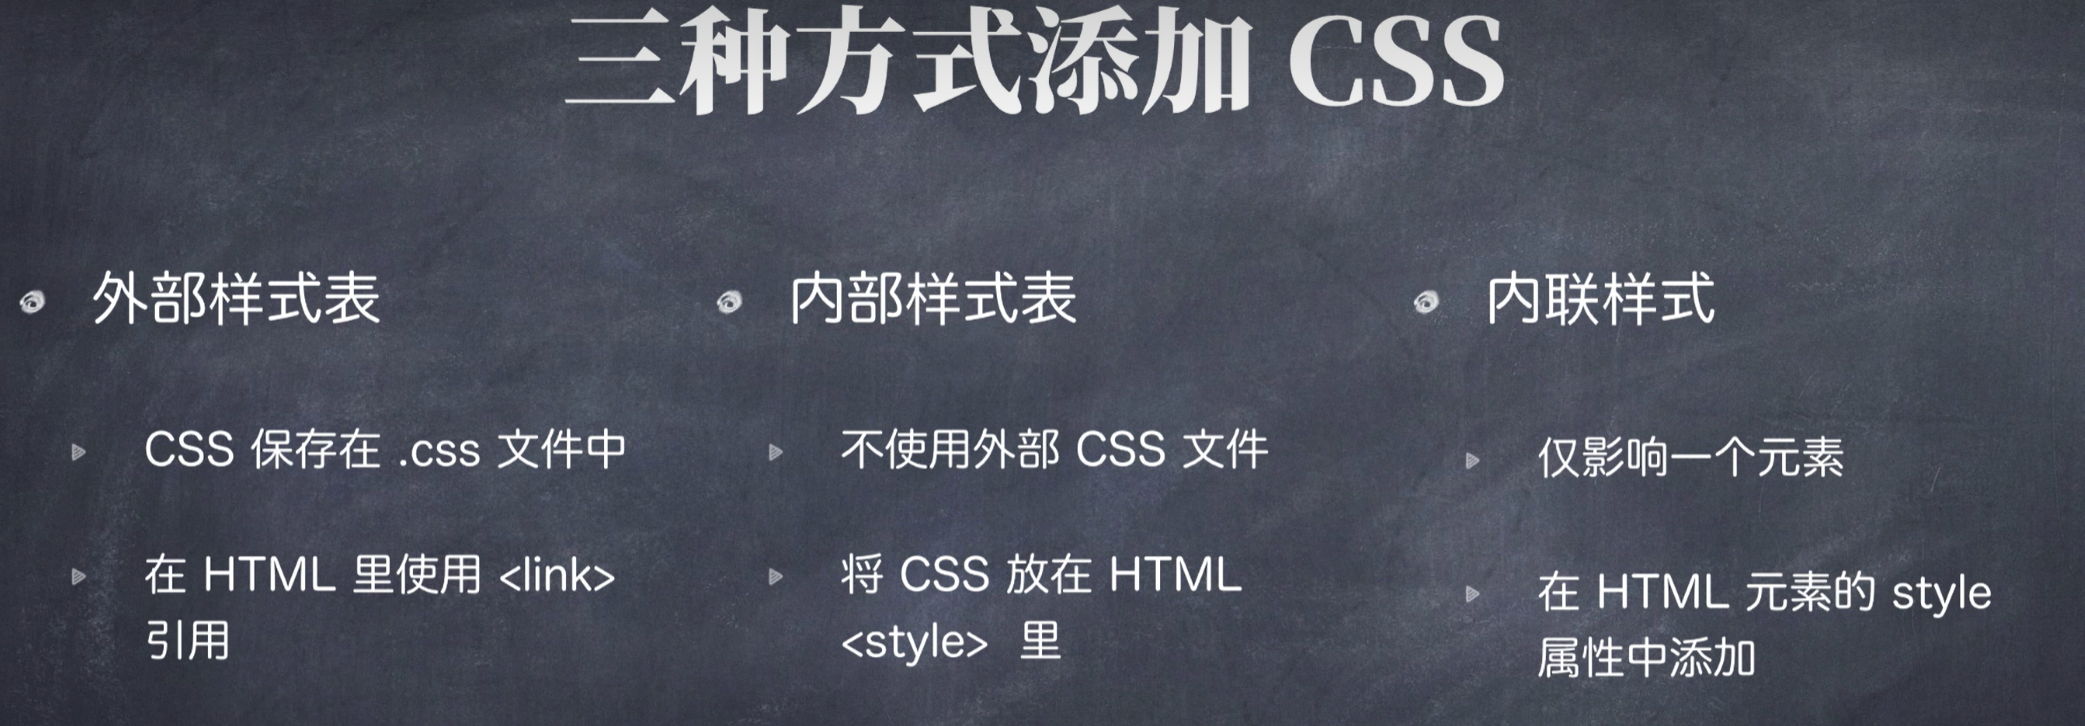 三种方式添加 CSS
外部样式表
CSS 保存在 .css 文件中
在 HTML 里使用 <link>
引用
内部样式表
不使用外部 CSS 文件
将 CSS 放在 HTML
<style> 里
内联样式
仅影响一个元素
在 HTML 元素的 style
属性中添加